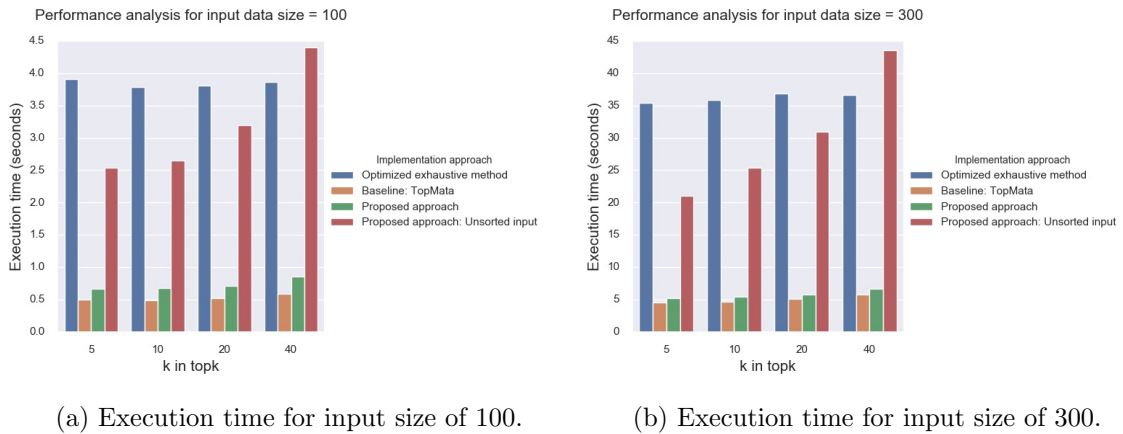 Performance analysis for input data size = 100
4.5
4.0
3.5
3.0
2.5
2.0
1.5
1.0
0.5
0.0
Execution time (seconds)
5 10 20 40
k in topk
Implementation approach
Optimized exhaustive method
Baseline: TopMata
Proposed approach
Proposed approach: Unsorted input
(a) Execution time for input size of 100.
Performance analysis for input data size = 300
45
40
35
30
25
20
15
10
5
0
Execution time (seconds)
5 10 20 40
k in topk
Implementation approach
Optimized exhaustive method
Baseline: TopMata
Proposed approach
Proposed approach: Unsorted input
(b) Execution time for input size of 300.